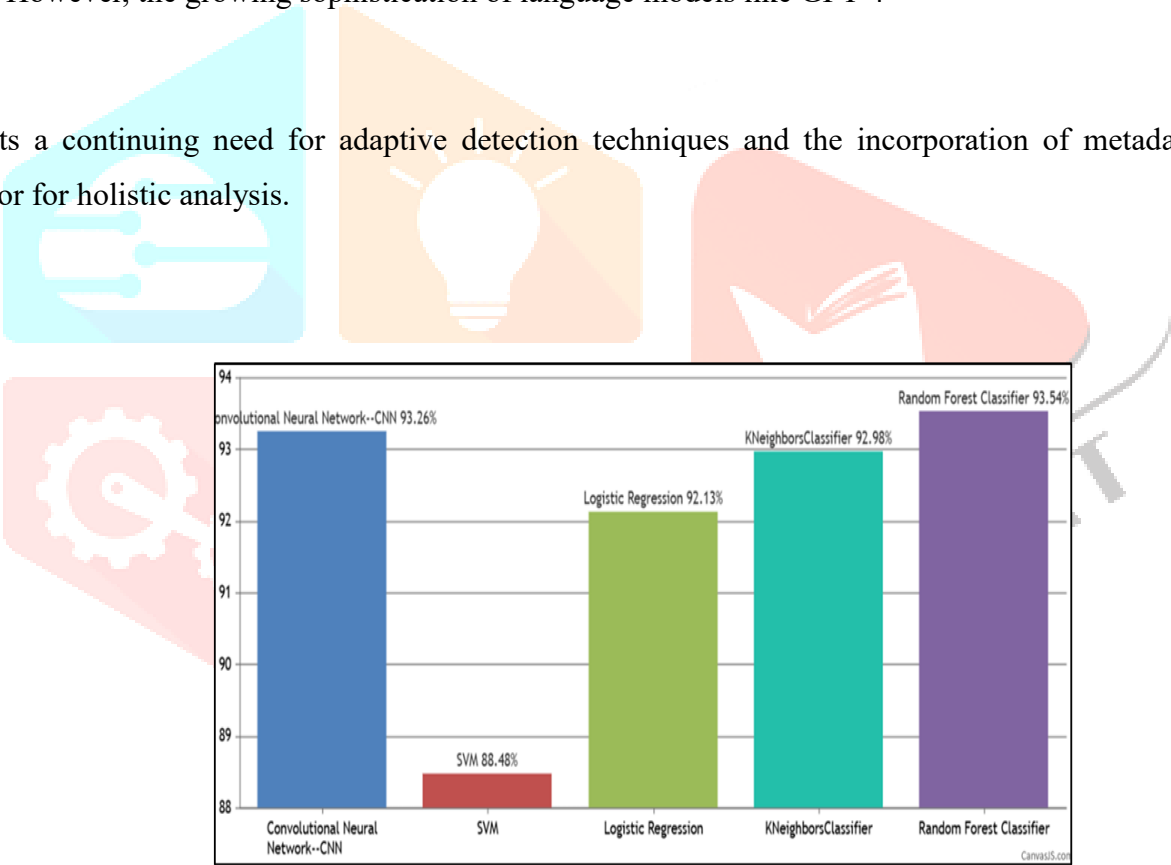 However, the growing sophistication of language models like GPT-4
ts a continuing need for adaptive detection techniques and the incorporation of metada
or for holistic analysis.
94
onvolutional Neural Network--CNN 93.26%
Random Forest Classifier 93.54%
KNeighborsClassifier 92.98%
93
Logistic Regression 92.13%
92
91
90
89
SVM 88.48%
88
Convolutional Neural
Network--CNN
SVM
Logistic Regression
KNeighborsClassifier
Random Forest Classifier
CanvasJS.com